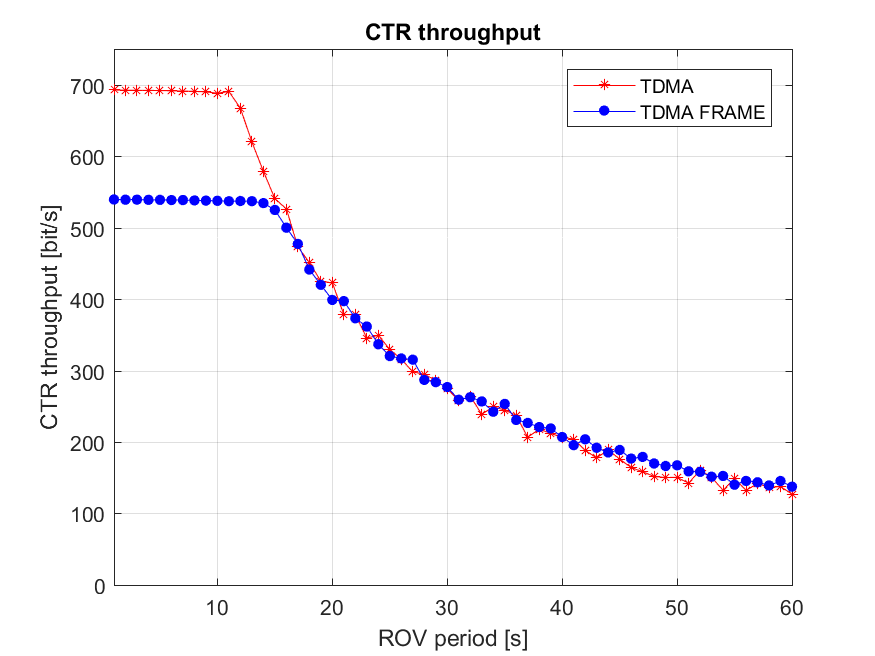 CTR throughput
TDMA
TDMA FRAME
700
600
500
400
300
200
100
0
CTR throughput [bit/s]
10 20 30 40 50 60
ROV period [s]